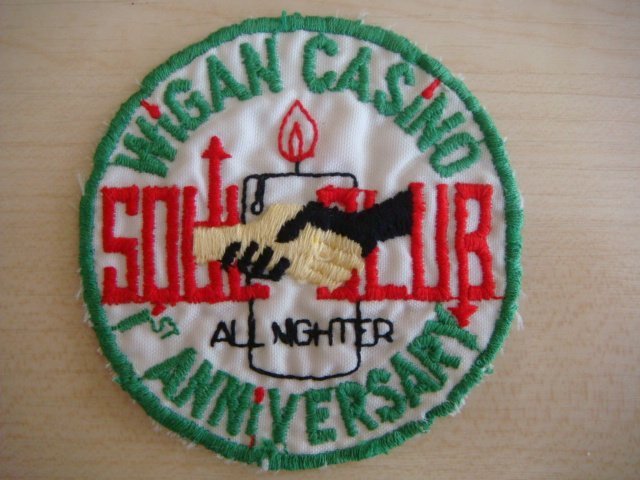 WiGAN CASiNO
SOUL CLUB
ALL NIGHTER
1ST ANNiVERSARY